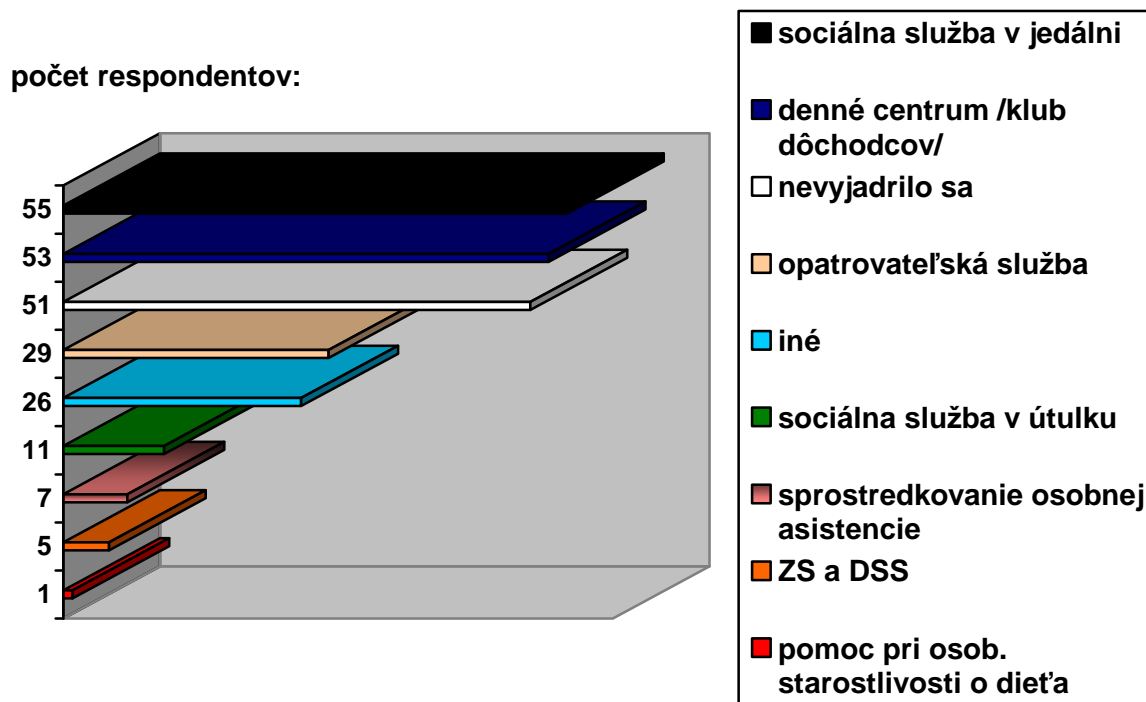 počet respondentov:
55
53
51
29
26
11
7
5
1
sociálna služba v jedálni
denné centrum /klub
dôchodcov/
nevyjadrilo sa
opatrovateľská služba
iné
sociálna služba v útulku
sprostredkovanie osobnej
asistencie
ZS a DSS
pomoc pri osob.
starostlivosti o dieťa